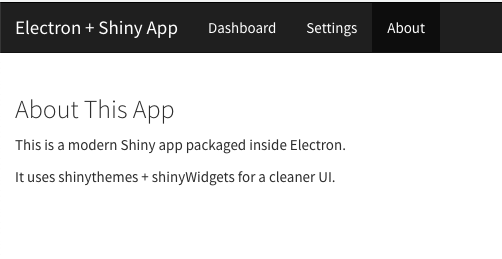 Electron + Shiny App Dashboard Settings About
About This App
This is a modern Shiny app packaged inside Electron.
It uses shinythemes + shinyWidgets for a cleaner UI.